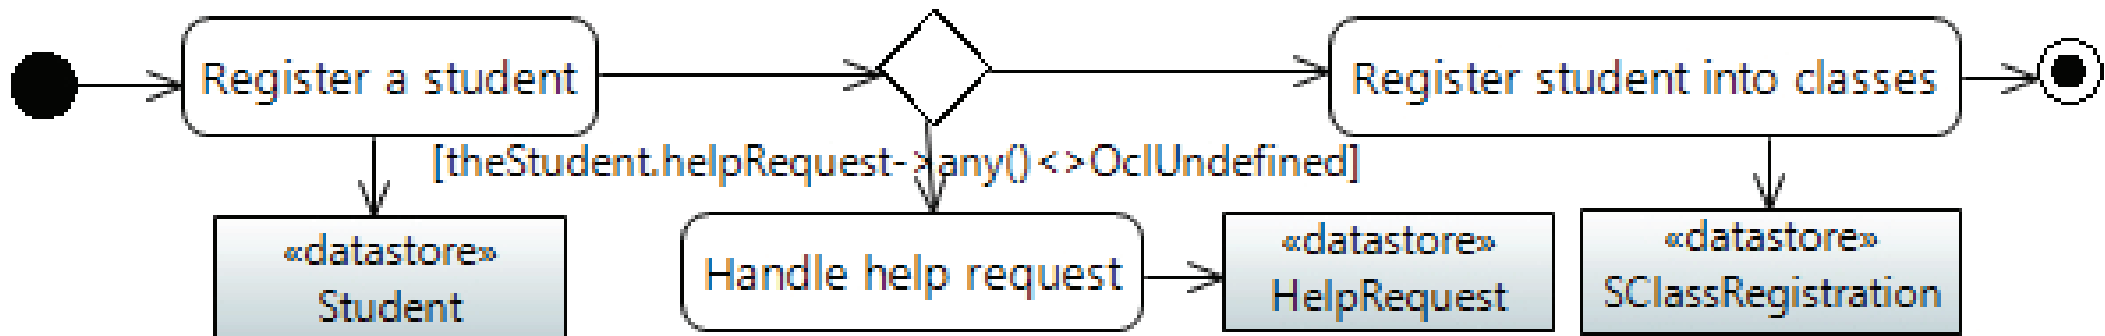 Register a student
Register student into classes
[theStudent.helpRequest->any()<>OclUndefined]
«datastore»
Student
Handle help request
«datastore»
HelpRequest
«datastore»
SClassRegistration